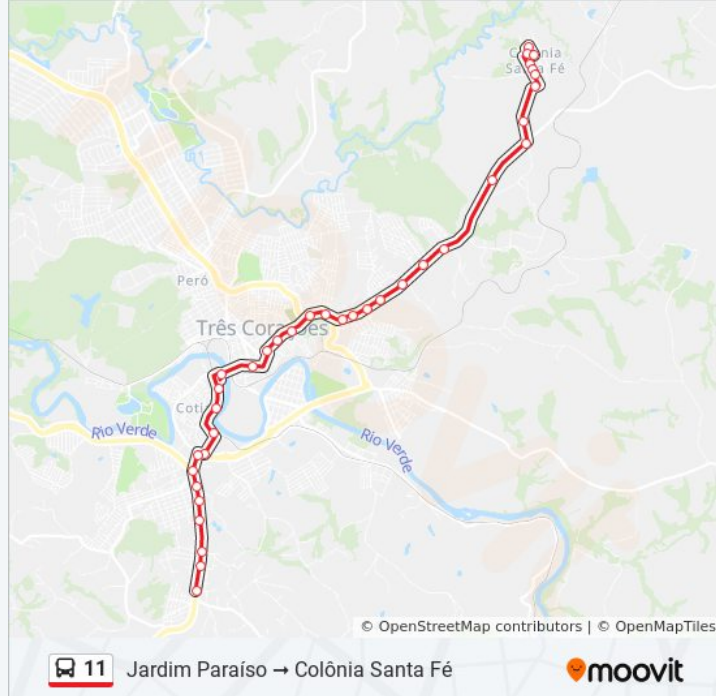 Colônia
Santa Fé
Peró
Três Corações
Rio Verde
Rio Verde
© OpenStreetMap contributors | © OpenMapTiles
11 Jardim Paraíso → Colônia Santa Fé
moovit